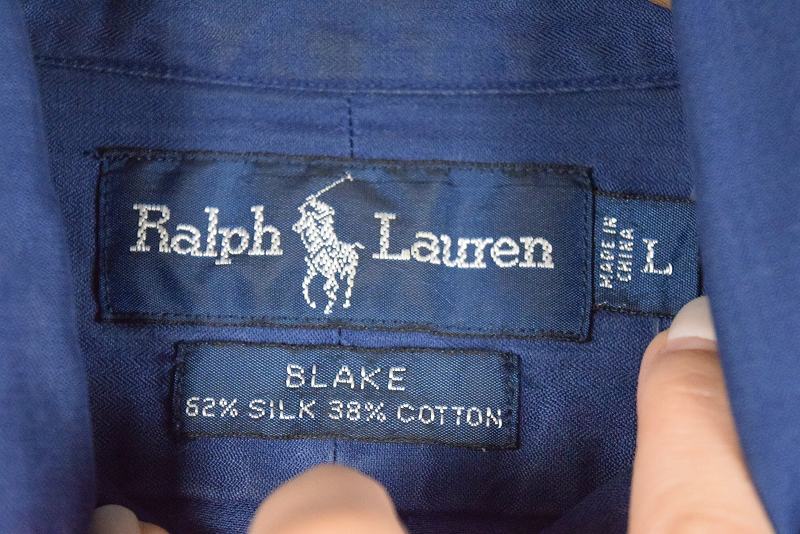 Ralph Lauren
MADE IN
CHINA
L
BLAKE
62% SILK 38% COTTON